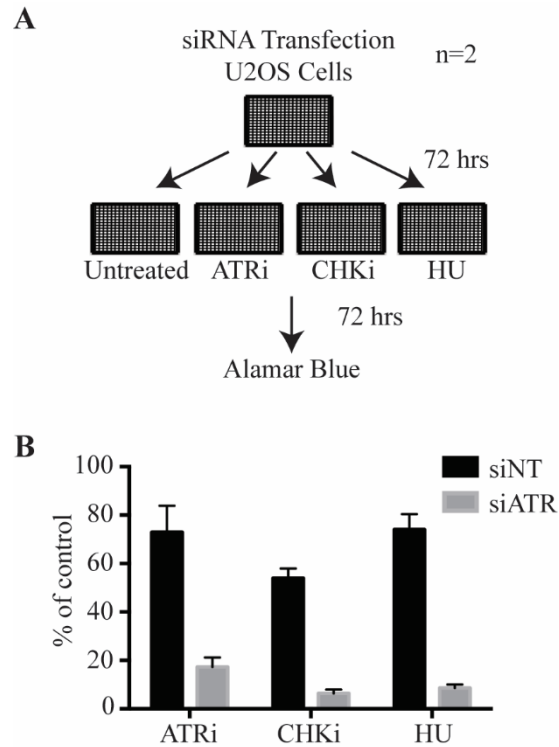 A
siRNA Transfection
U2OS Cells
n=2
72 hrs
Untreated ATRi CHKi HU
72 hrs
Alamar Blue
B
% of control
100
80
60
40
20
0
siNT
siATR
ATRi CHKi HU